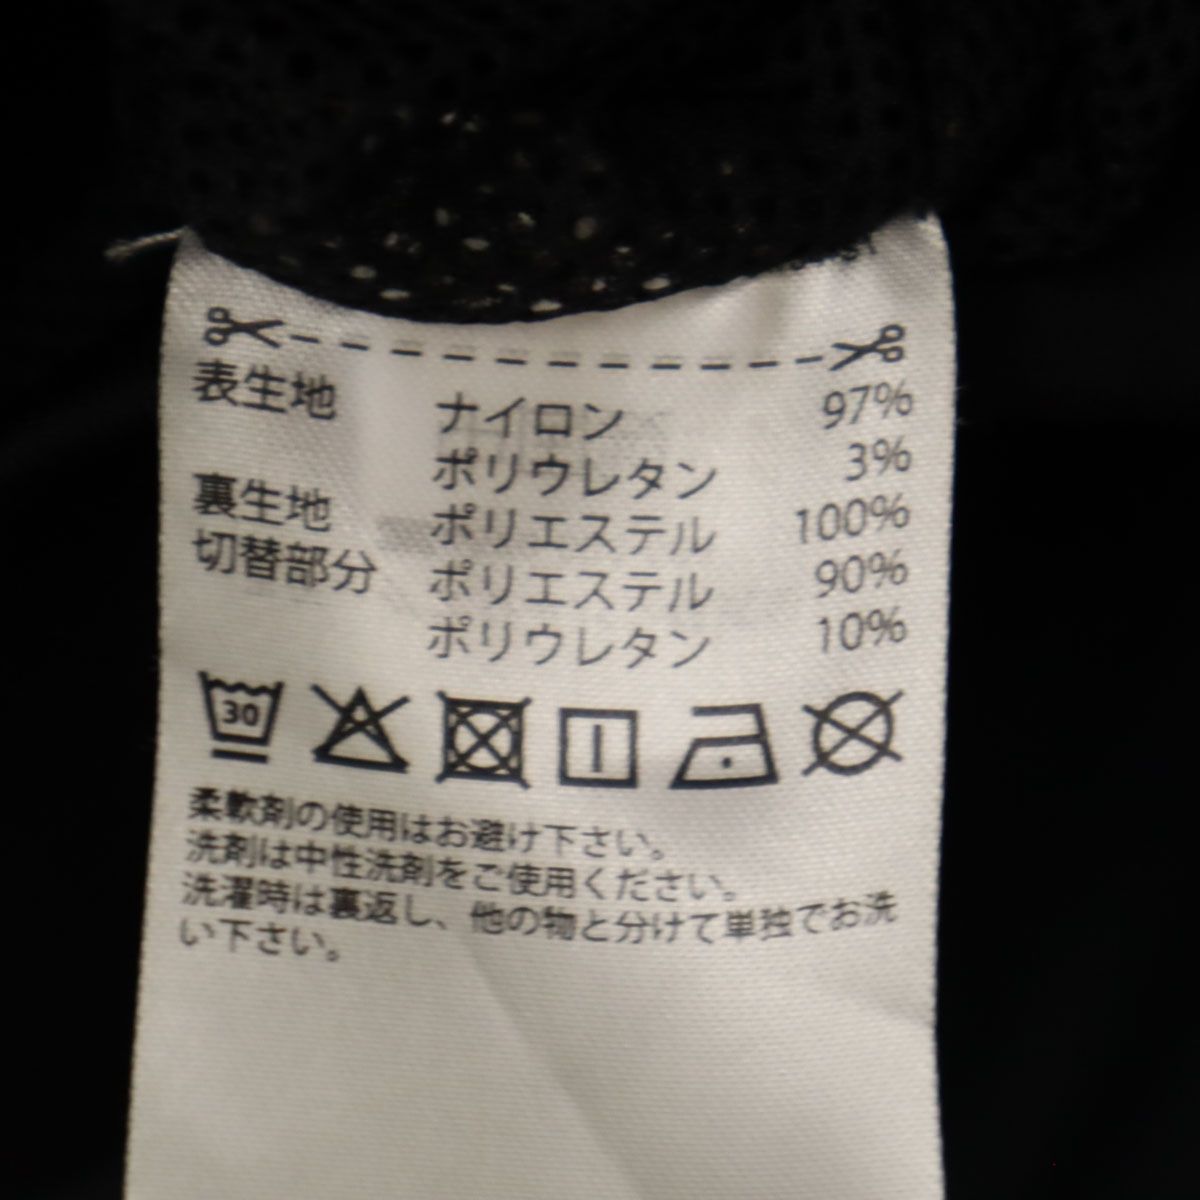 表生地 ナイロン 97%
ポリウレタン 3%
裏生地 ポリエステル 100%
切替部分 ポリエステル 90%
ポリウレタン 10%
30
柔軟剤の使用はお避け下さい。
洗剤は中性洗剤をご使用ください。
洗濯時は裏返し、他の物と分けて単独でお洗
い下さい。